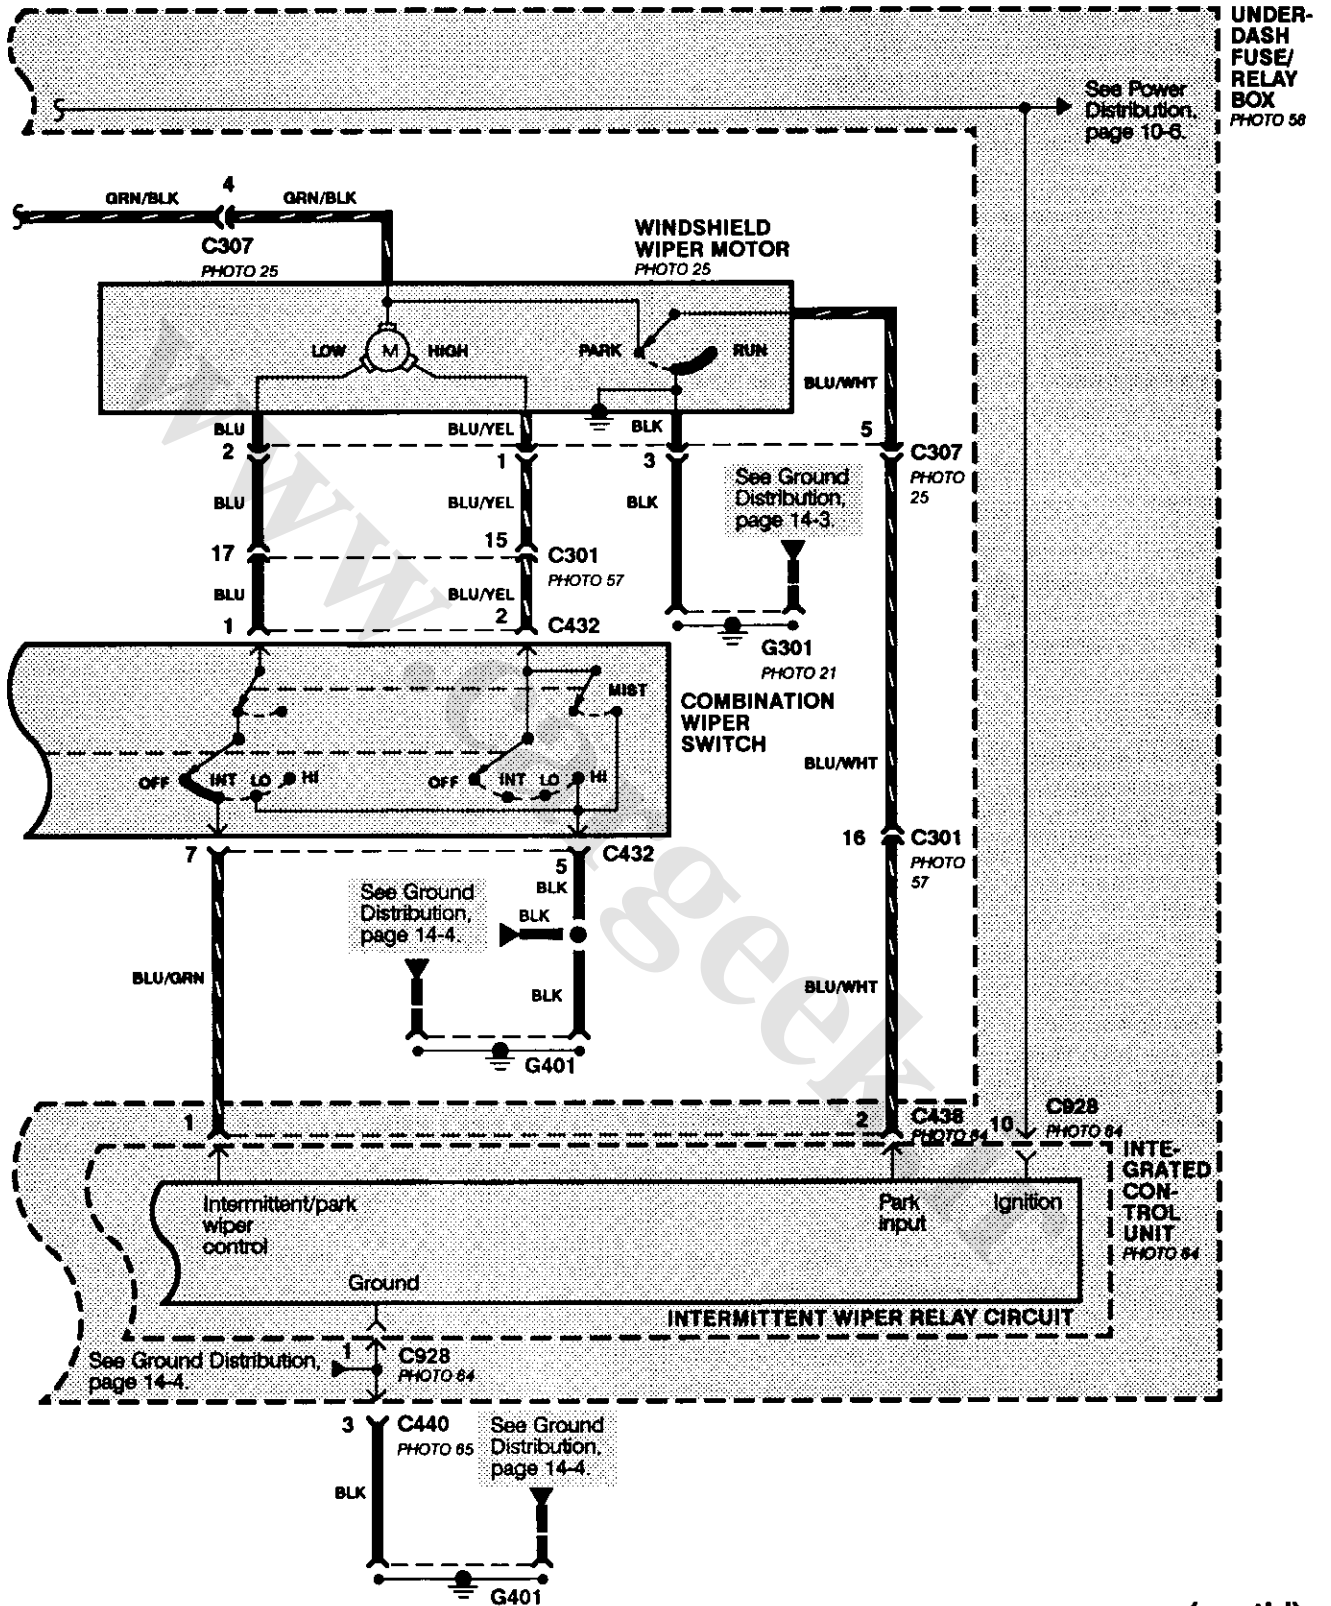 UNDER-
DASH
FUSE/
RELAY
BOX
PHOTO 58
See Power
Distribution,
page 10-6.
4
GRN/BLK
GRN/BLK
C307
PHOTO 25
WINDSHIELD
WIPER MOTOR
PHOTO 25
LOW
M
HIGH
PARK
RUN
BLU/WHT
BLU
BLU/YEL
BLK
5
2
1
3
C307
PHOTO
25
See Ground
Distribution,
page 14-3.
BLU
BLU/YEL
BLK
17
15
C301
PHOTO 57
BLU
BLU/YEL
1
2
C432
G301
PHOTO 21
MIST
COMBINATION
WIPER
SWITCH
BLU/WHT
OFF
INT
LO
HI
OFF
INT
LO
HI
16
C301
PHOTO
57
7
5
C432
BLK
See Ground
Distribution,
page 14-4.
BLK
BLU/GRN
BLK
BLU/WHT
G401
1
2
C438
PHOTO 64
10
C928
PHOTO 64
INTE-
GRATED
CON-
TROL
UNIT
PHOTO 64
Intermittent/park
wiper
control
Park
input
Ignition
Ground
INTERMITTENT WIPER RELAY CIRCUIT
See Ground Distribution,
page 14-4.
1
C928
PHOTO 64
3
C440
PHOTO 65
See Ground
Distribution,
page 14-4.
BLK
G401